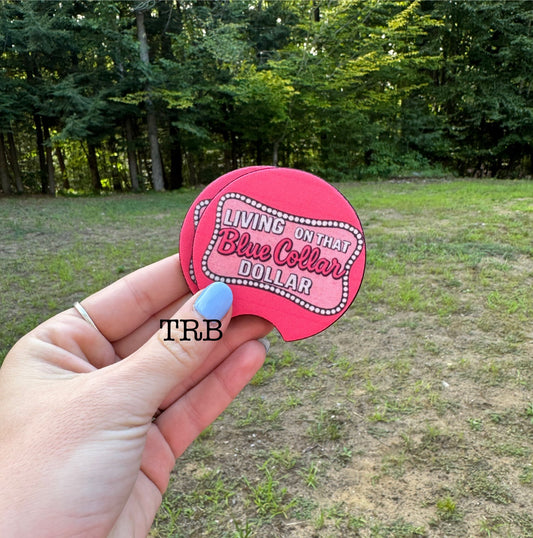 LIVING ON THAT
Blue Collar
DOLLAR
TRB